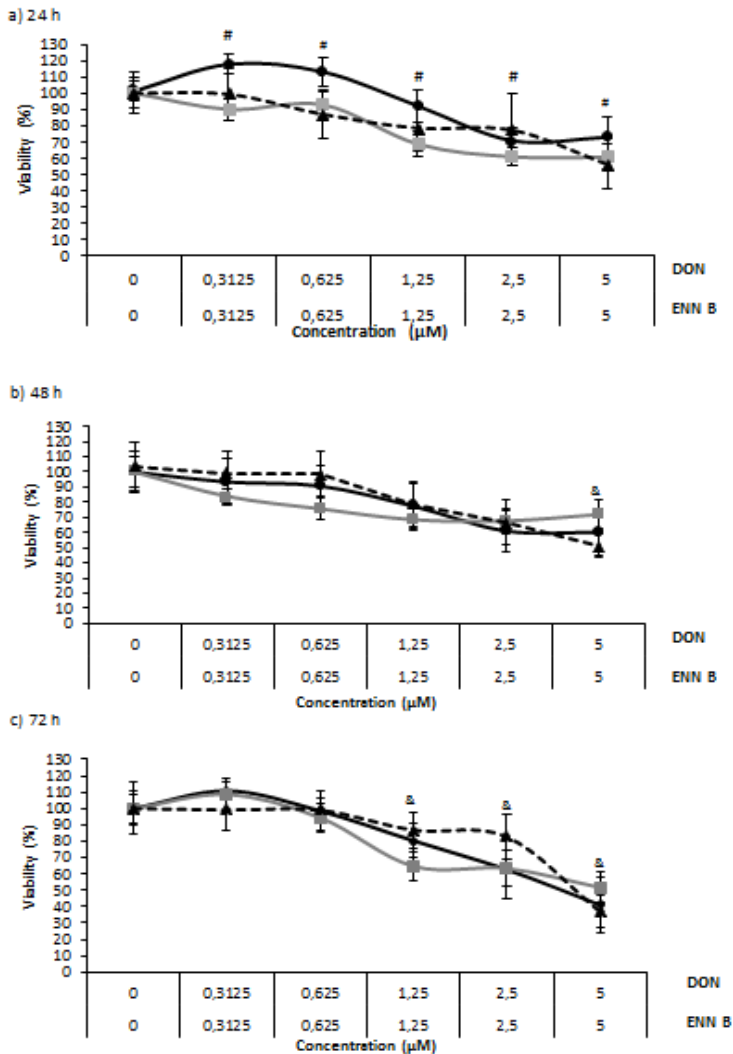 a) 24 h
# # # # #
130
120
110
100
90
80
70
60
50
40
30
20
10
0
Viability (%)
0 0,3125 0,625 1,25 2,5 5 DON
0 0,3125 0,625 1,25 2,5 5 ENN B
Concentration (µM)
b) 48 h
&
130
120
110
100
90
80
70
60
50
40
30
20
10
0
Viability (%)
0 0,3125 0,625 1,25 2,5 5 DON
0 0,3125 0,625 1,25 2,5 5 ENN B
Concentration (µM)
c) 72 h
& & &
130
120
110
100
90
80
70
60
50
40
30
20
10
0
Viability (%)
0 0,3125 0,625 1,25 2,5 5 DON
0 0,3125 0,625 1,25 2,5 5 ENN B
Concentration (µM)